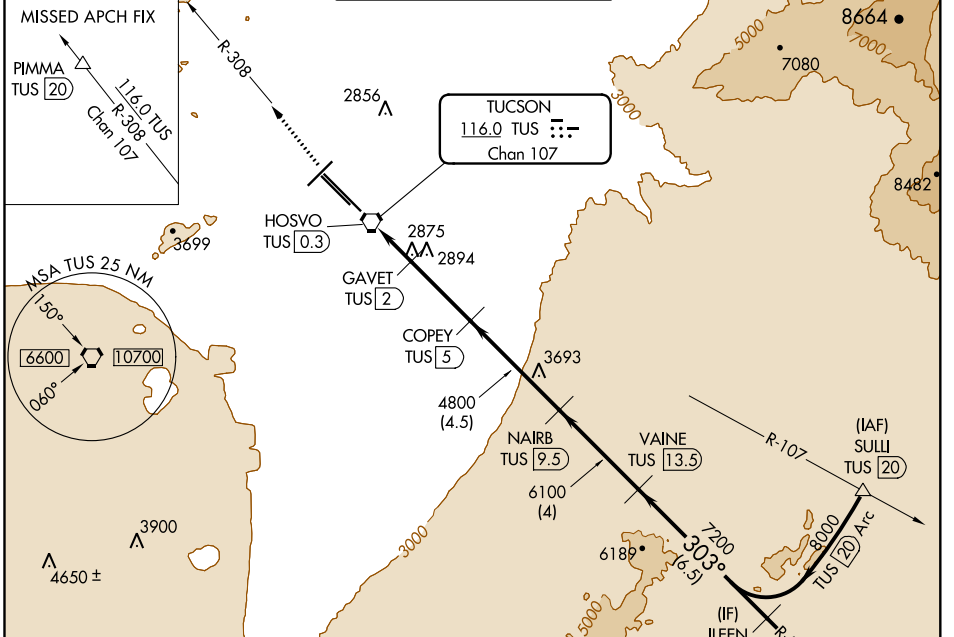 MISSED APCH FIX
PIMMA
TUS 20
116.0 TUS
R-308
Chan 107
R-308
2856
TUCSON
116.0 TUS
Chan 107
8664
7000
5000
7080
3000
8482
3699
HOSVO
TUS 0.3
2875
2894
GAVET
TUS 2
MSA TUS 25 NM
150°
6600
10700
060°
COPEY
TUS 5
3693
4800
(4.5)
NAIRB
TUS 9.5
VAINE
TUS 13.5
6100
(4)
R-107
(IAF)
SULLI
TUS 20
3900
4650 ±
3000
6189
7200
303°
(6.5)
8000
TUS 20 Arc
5000
(IF)